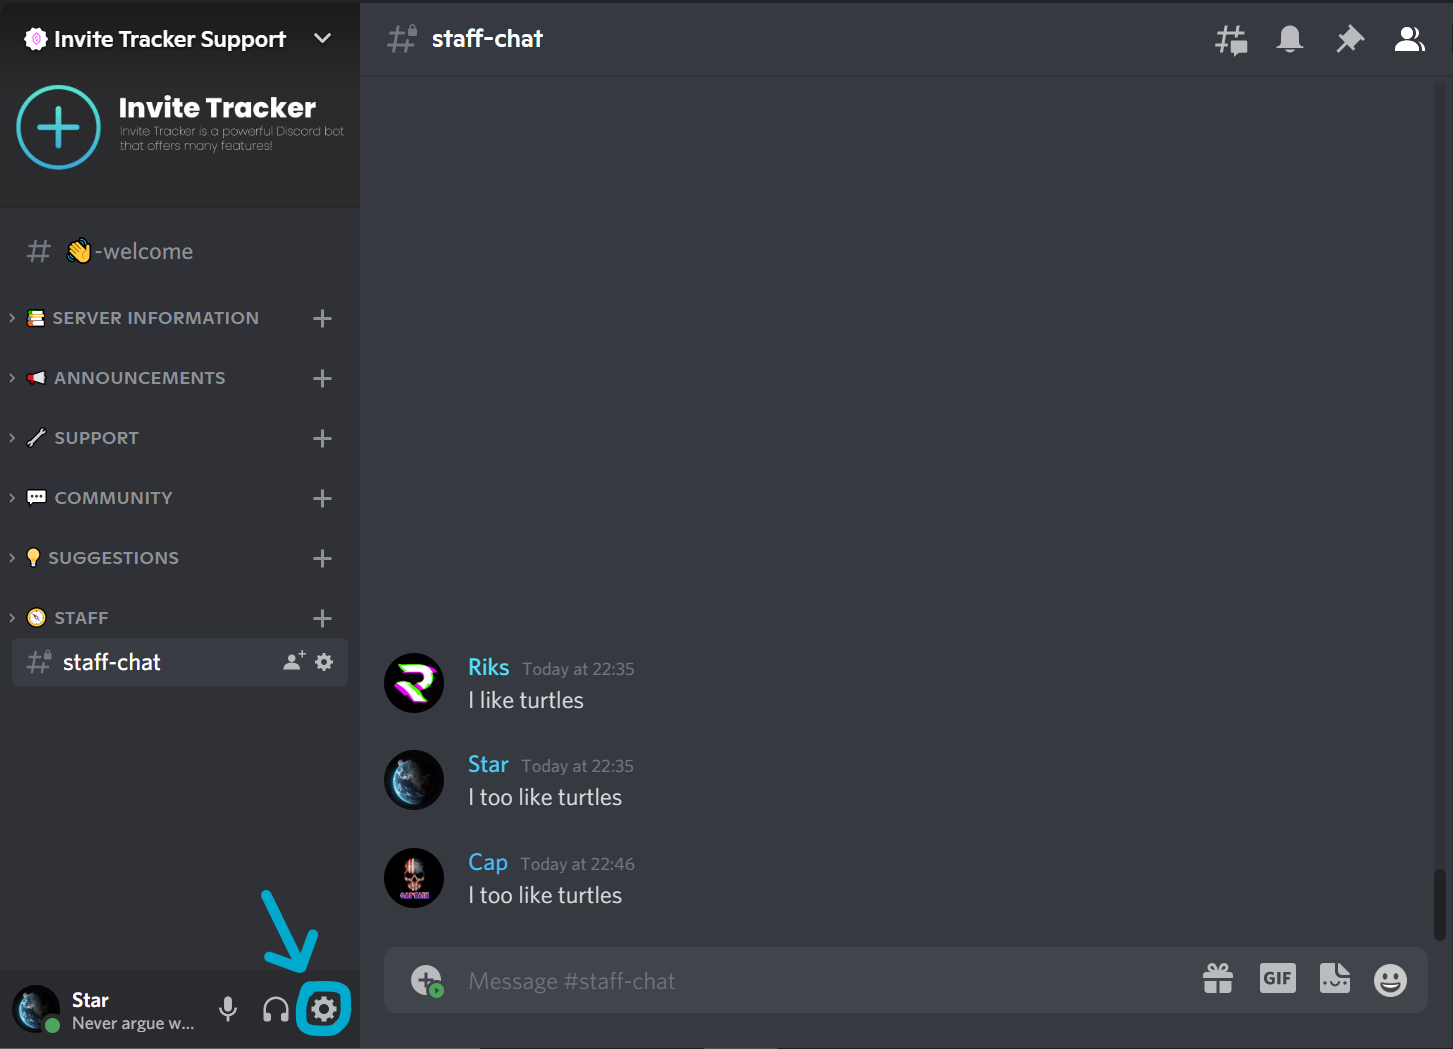 Invite Tracker Support
Invite Tracker
Invite Tracker is a powerful Discord bot
that offers many features!
-welcome
SERVER INFORMATION
ANNOUNCEMENTS
SUPPORT
COMMUNITY
SUGGESTIONS
STAFF
staff-chat
Star
Never argue w...
staff-chat
Riks Today at 22:35
I like turtles
Star Today at 22:35
I too like turtles
Cap Today at 22:46
I too like turtles
CAPTAIN
Message #staff-chat
GIF